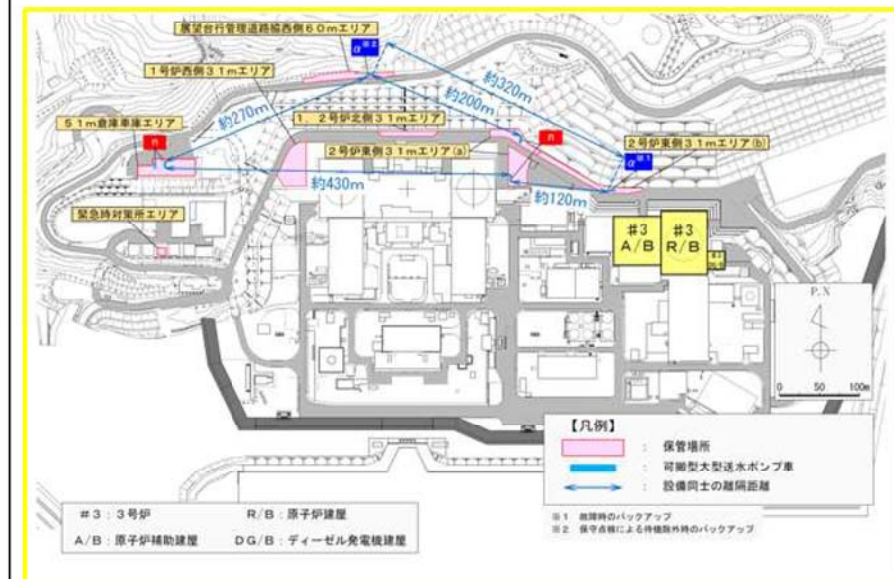 展望台行管理道路脇西側60mエリア
α※2
1号炉西側31mエリア
約320m
約200m
約270m
1、2号炉北側31mエリア
51m倉庫車庫エリア
n
n
2号炉東側31mエリア(a)
2号炉東側31mエリア(b)
α※1
約430m
約120m
緊急時対策所エリア
#3
A/B
#3
R/B
P.X
0 50 100m
【凡例】
: 保管場所
: 可搬型大型送水ポンプ車
: 設備同士の離隔距離
※1 故障時のバックアップ
※2 保守点検による待機除外時のバックアップ
#3:3号炉
R/B:原子炉建屋
A/B:原子炉補助建屋
DG/B:ディーゼル発電機建屋